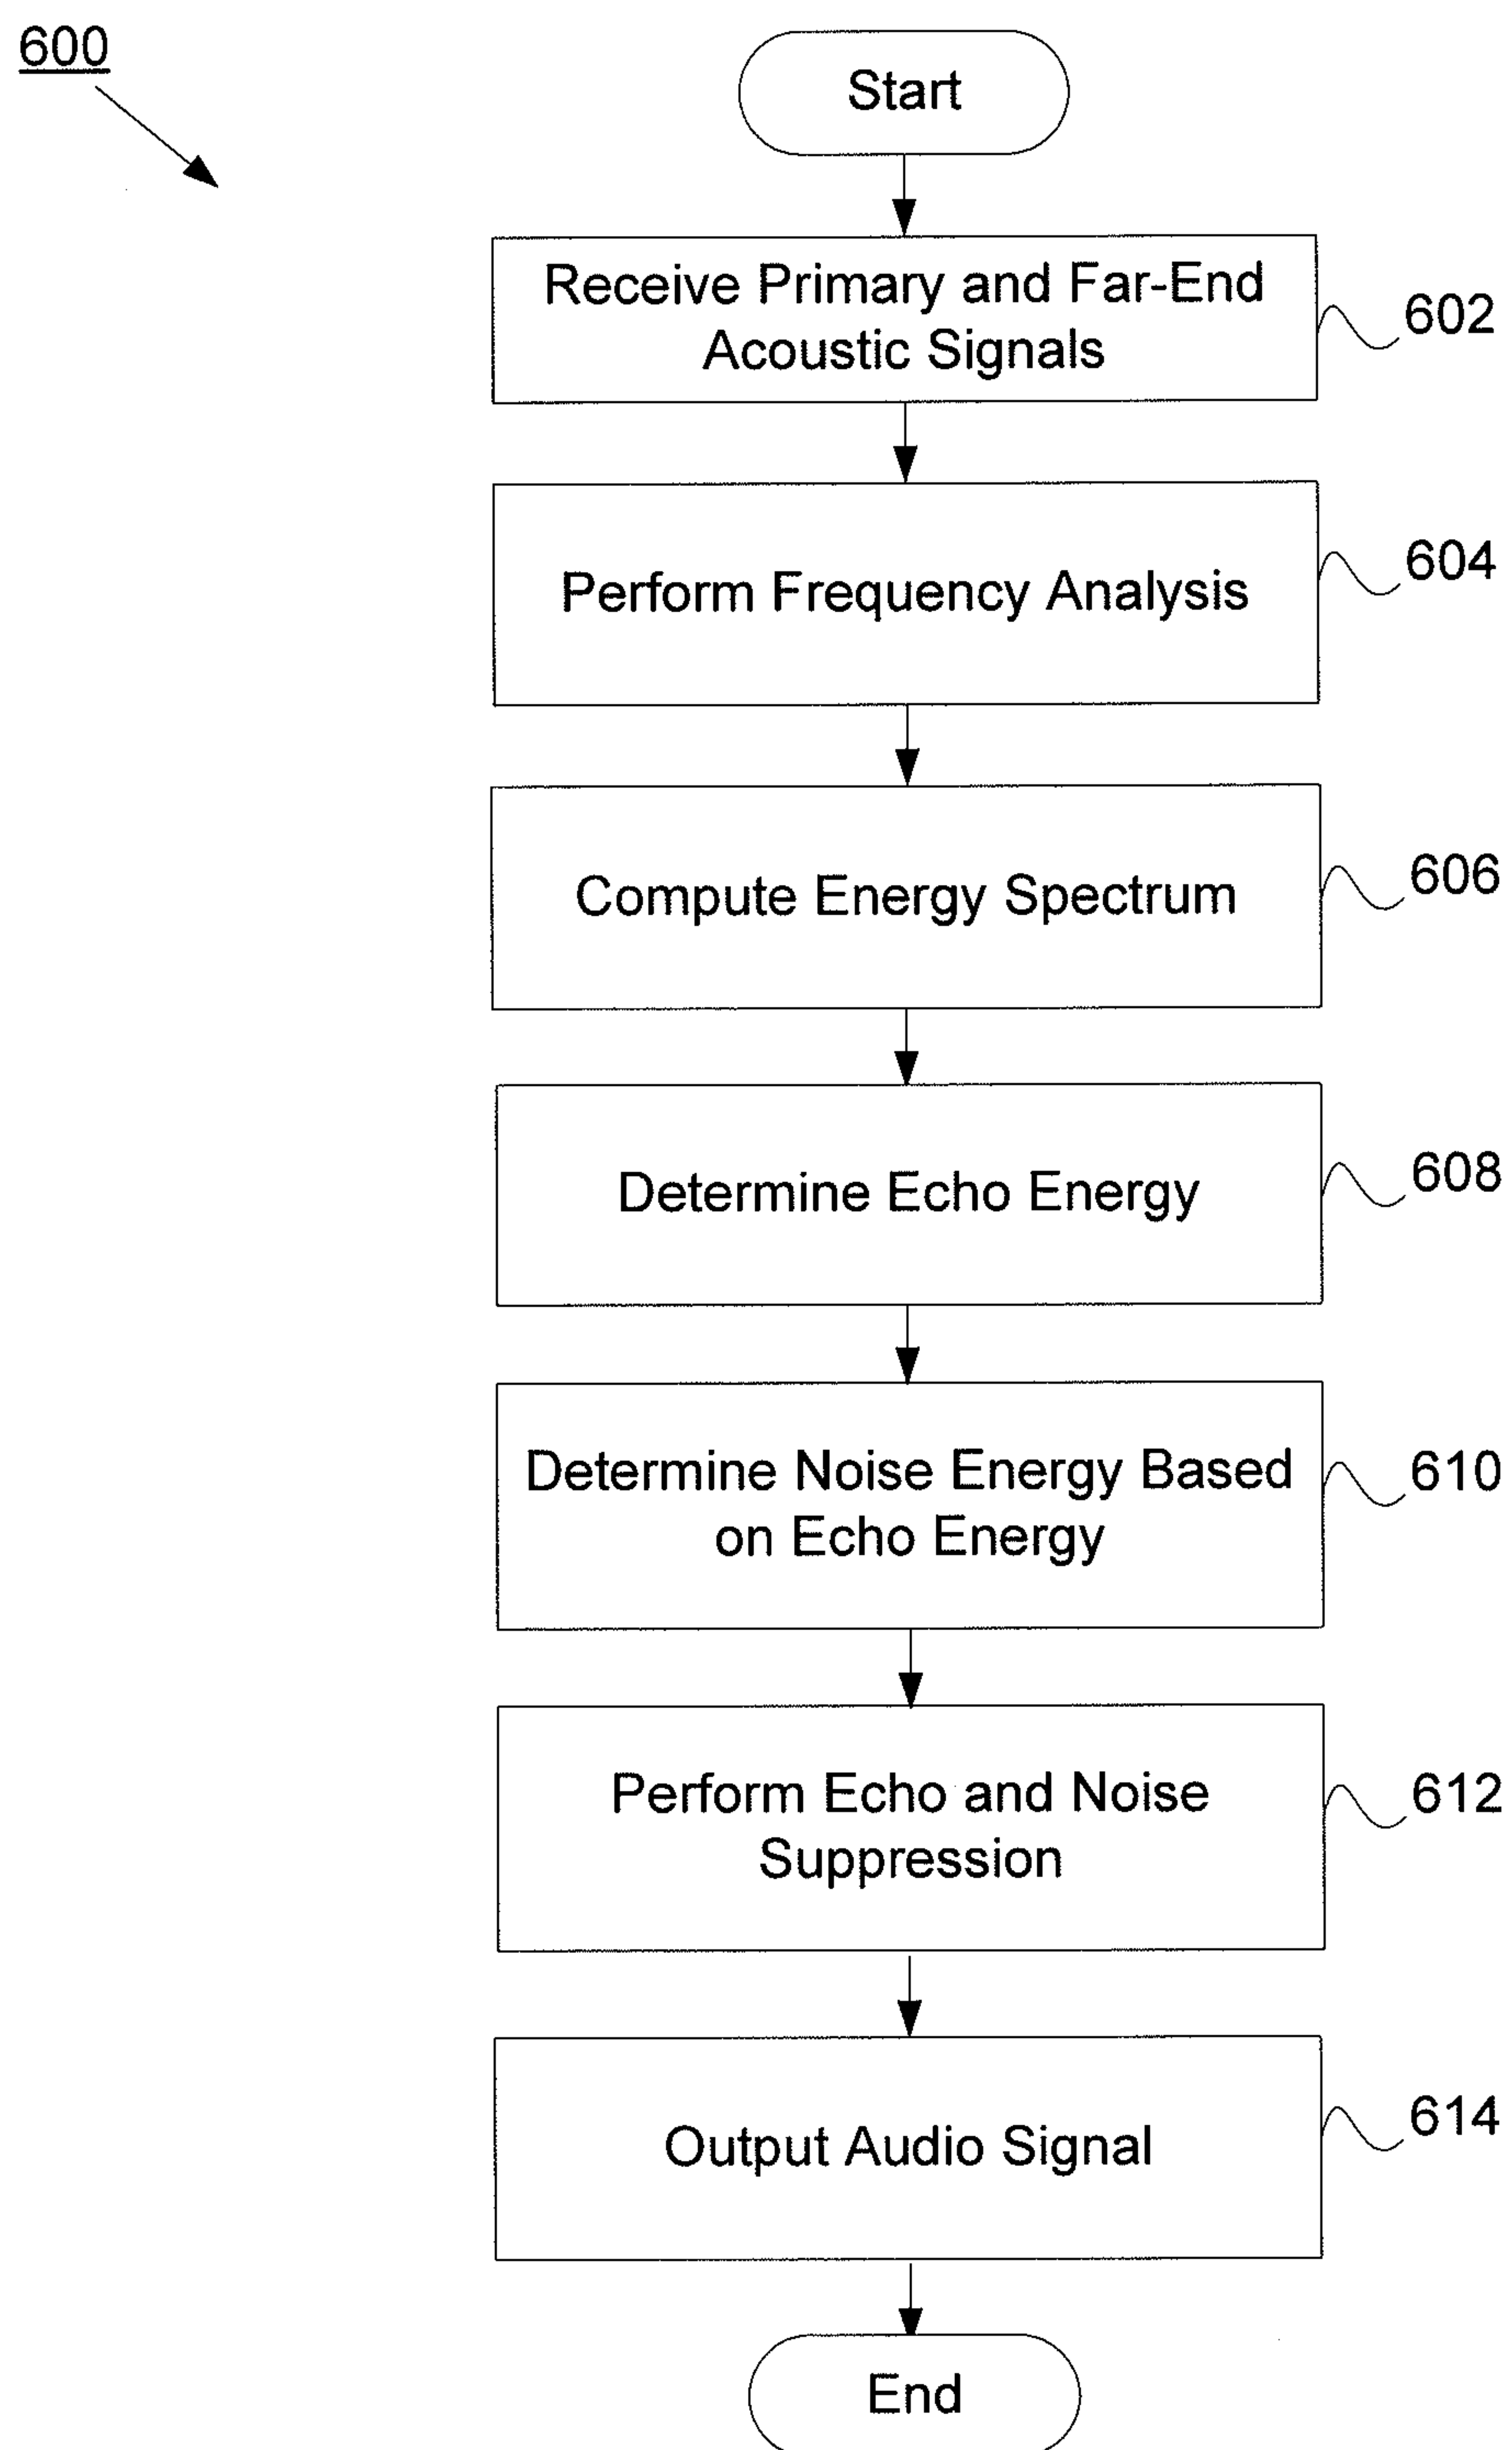 600
Start
Receive Primary and Far-End
Acoustic Signals
602
Perform Frequency Analysis
604
Compute Energy Spectrum
606
Determine Echo Energy
608
Determine Noise Energy Based
on Echo Energy
610
Perform Echo and Noise
Suppression
612
Output Audio Signal
614
End